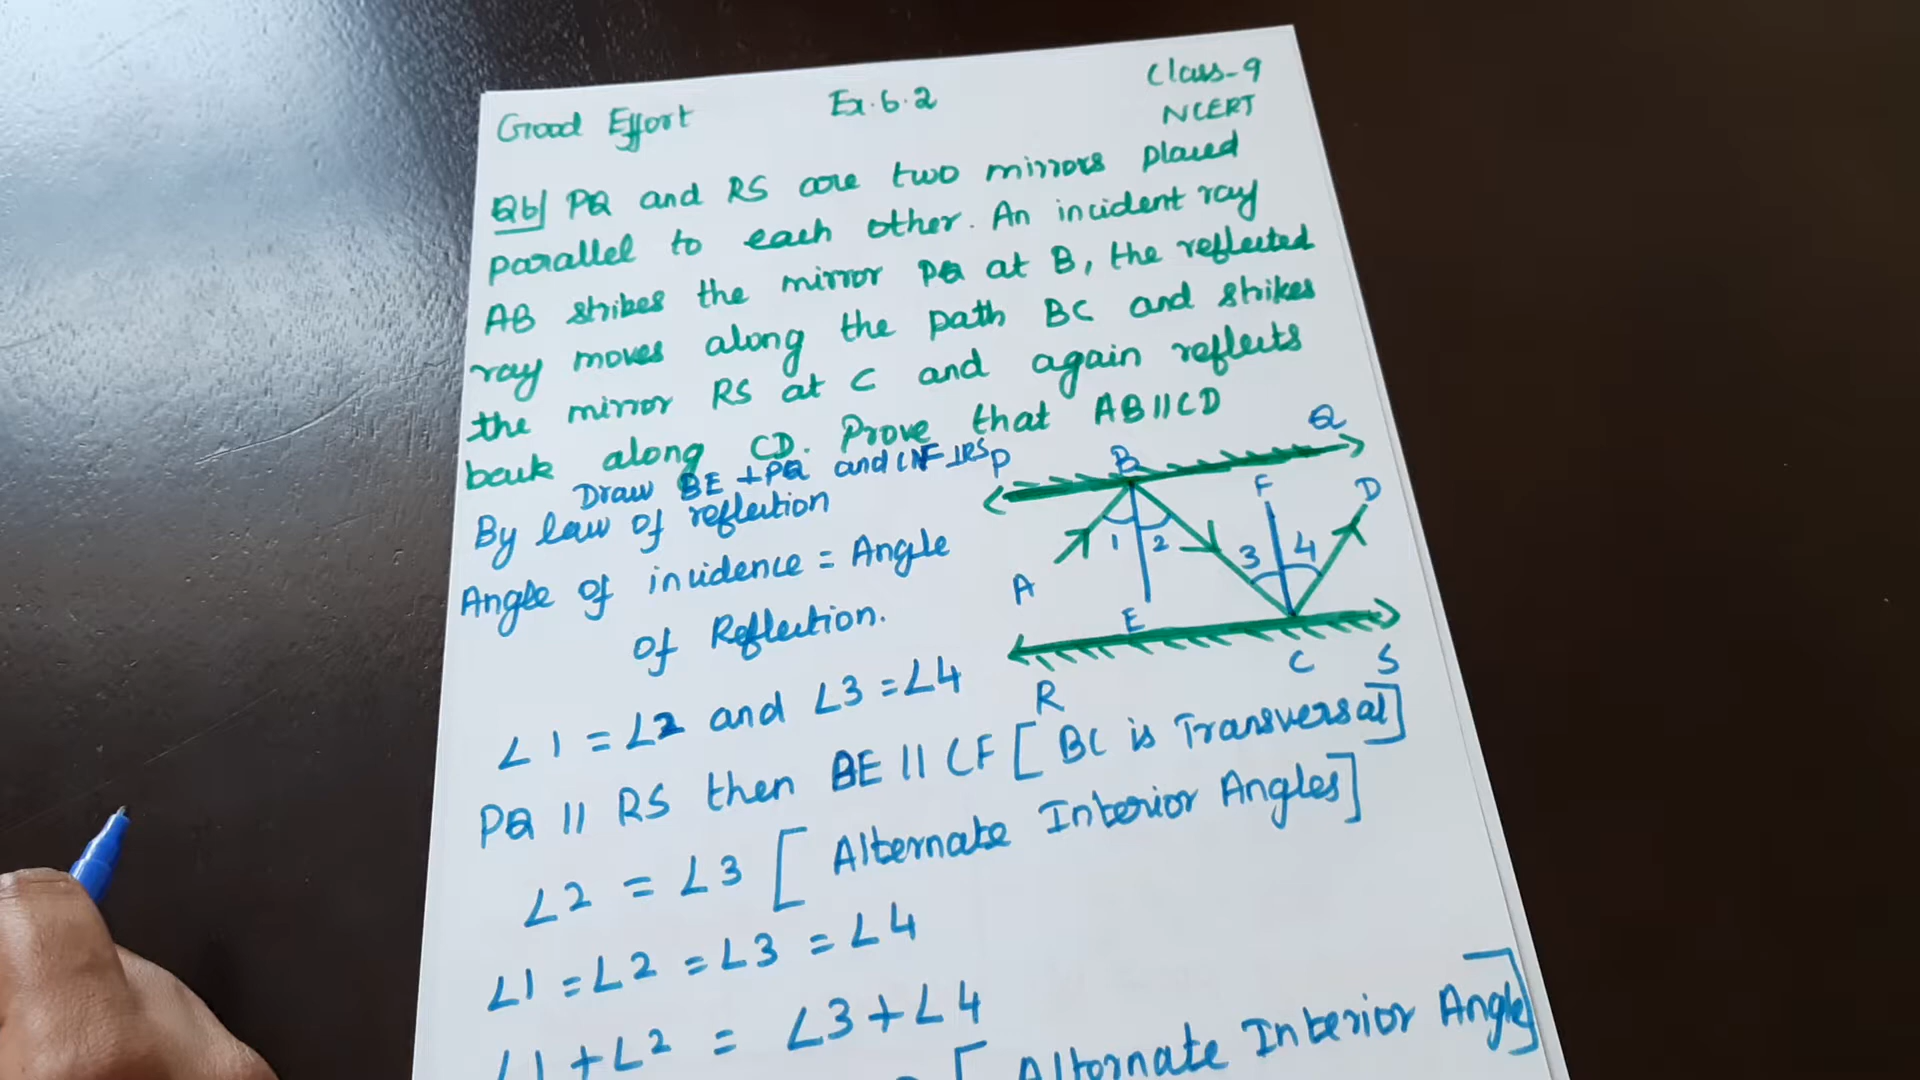 Good Effort Ex.6.2 Class-9
NCERT
Q6) PQ and RS are two mirrors placed
parallel to each other. An incident ray
AB strikes the mirror PQ at B, the reflected
ray moves along the path BC and strikes
the mirror RS at C and again reflects
back along CD. Prove that AB||CD
Draw BE ⊥PQ and CF ⊥RS
By law of reflection
Angle of incidence = Angle
of Reflection.
P B Q
F D
1 2 3 4
A
E
C S
R
∠1 = ∠2 and ∠3 = ∠4
PQ || RS then BE || CF [BC is Transversal]
∠2 = ∠3 [Alternate Interior Angles]
∠1 = ∠2 = ∠3 = ∠4
∠1 + ∠2 = ∠3 + ∠4
[Alternate Interior Angle]